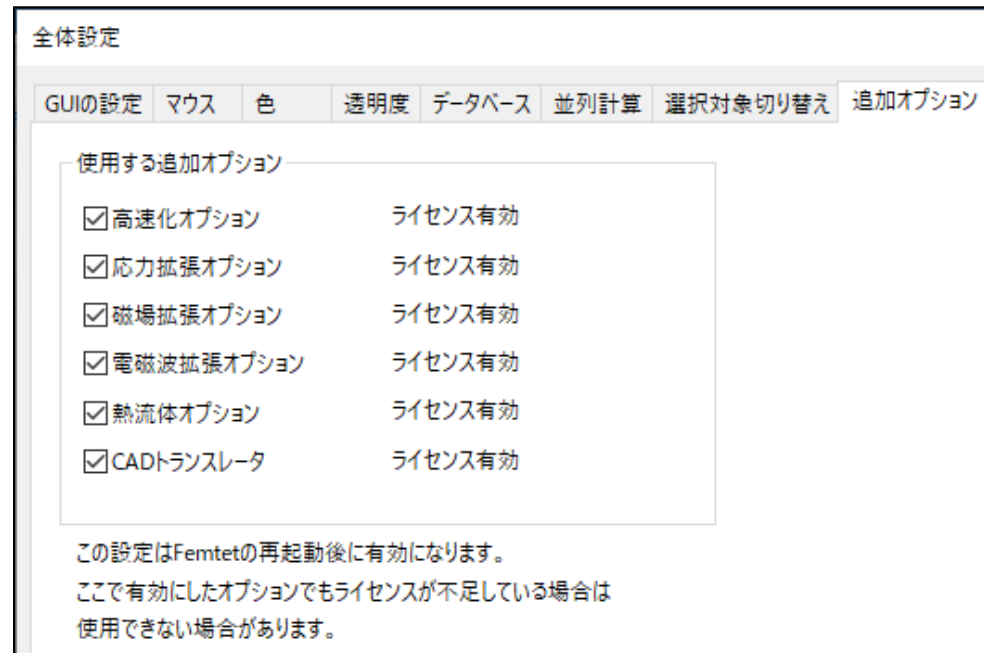 全体設定
GUIの設定 マウス 色 透明度 データベース 並列計算 選択対象切り替え 追加オプション
使用する追加オプション
高速化オプション ライセンス有効
応力拡張オプション ライセンス有効
磁場拡張オプション ライセンス有効
電磁波拡張オプション ライセンス有効
熱流体オプション ライセンス有効
CADトランスレータ ライセンス有効
この設定はFemtetの再起動後に有効になります。
ここで有効にしたオプションでもライセンスが不足している場合は
使用できない場合があります。